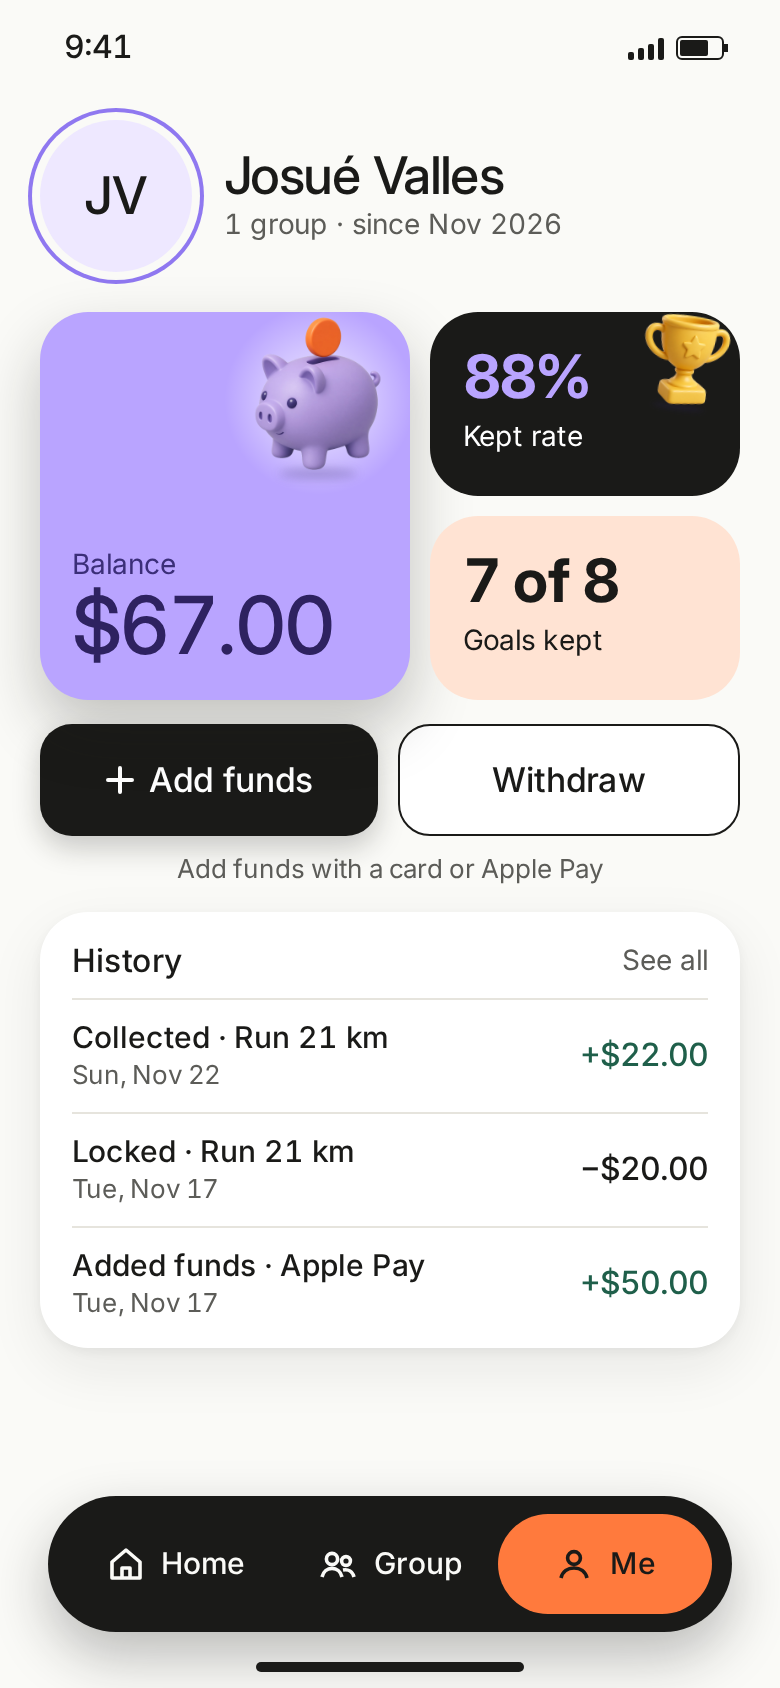 9:41
JV
Josué Valles
1 group · since Nov 2026
Balance
$67.00
88%
Kept rate
7 of 8
Goals kept
+ Add funds
Withdraw
Add funds with a card or Apple Pay
History
See all
Collected · Run 21 km
Sun, Nov 22
+$22.00
Locked · Run 21 km
Tue, Nov 17
−$20.00
Added funds · Apple Pay
Tue, Nov 17
+$50.00
Home
Group
Me